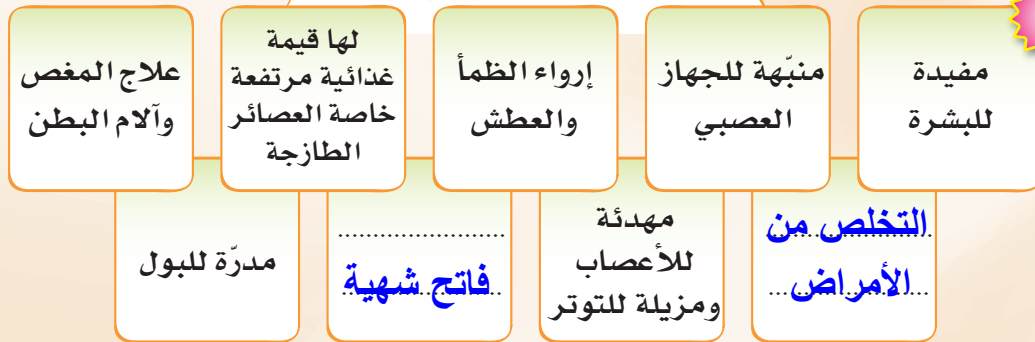 مفيدة
للبشرة
منبّهة للجهاز
العصبي
إرواء الظمأ
والعطش
لها قيمة
غذائية مرتفعة
خاصة العصائر
الطازجة
علاج المغص
وآلام البطن
التخلص من
الأمراض
مهدئة
للأعصاب
ومزيلة للتوتر
فاتح شهية
مدرّة للبول